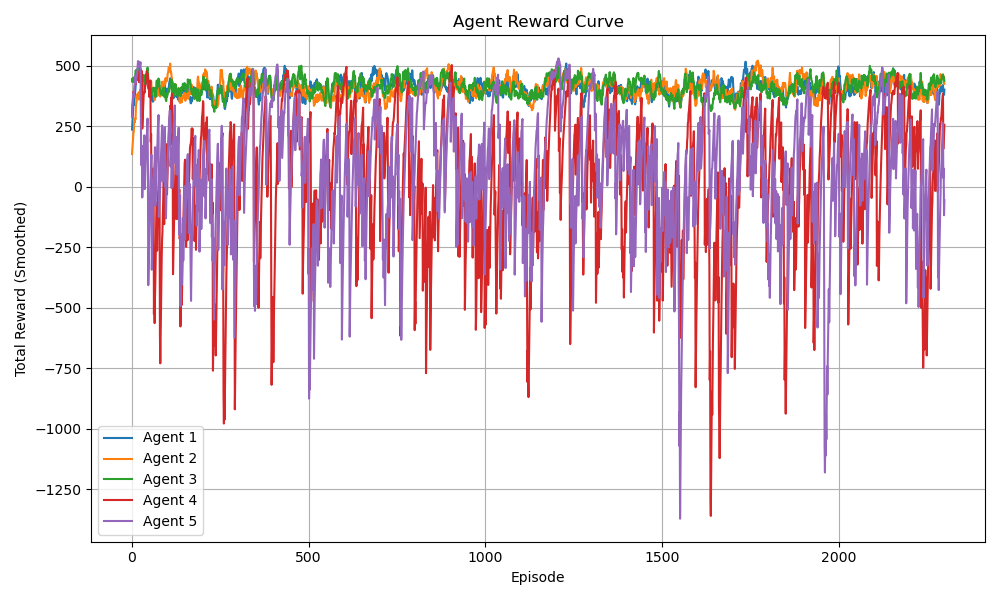 Agent Reward Curve
Total Reward (Smoothed)
500
250
0
−250
−500
−750
−1000
−1250
Agent 1
Agent 2
Agent 3
Agent 4
Agent 5
0 500 1000 1500 2000
Episode